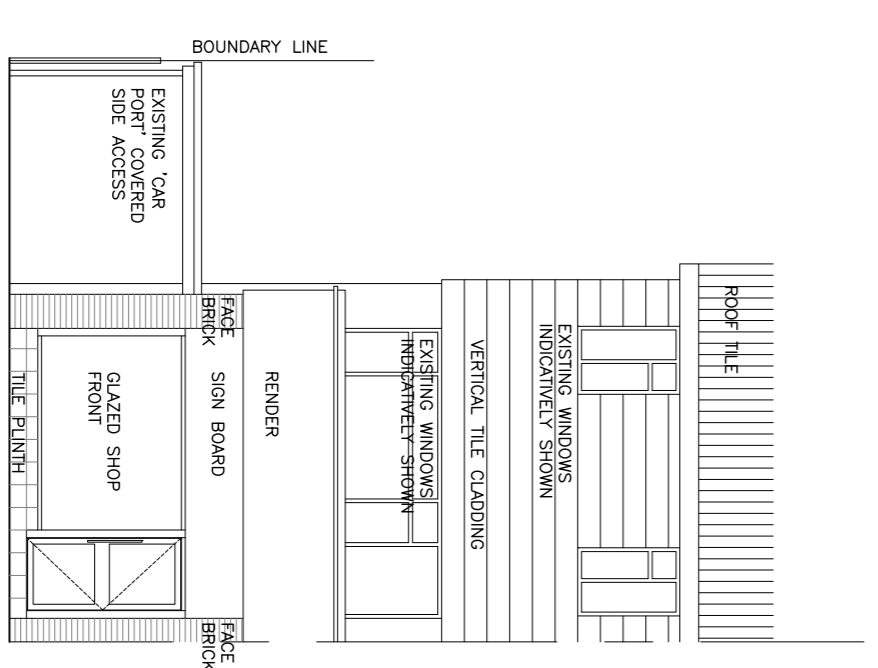 BOUNDARY LINE
EXISTING 'CAR
PORT' COVERED
SIDE ACCESS
ROOF TILE
EXISTING WINDOWS
INDICATIVELY SHOWN
VERTICAL TILE CLADDING
EXISTING WINDOWS
INDICATIVELY SHOWN
RENDER
FACE
BRICK
SIGN BOARD
GLAZED SHOP
FRONT
TILE PLINTH
FACE
BRICK